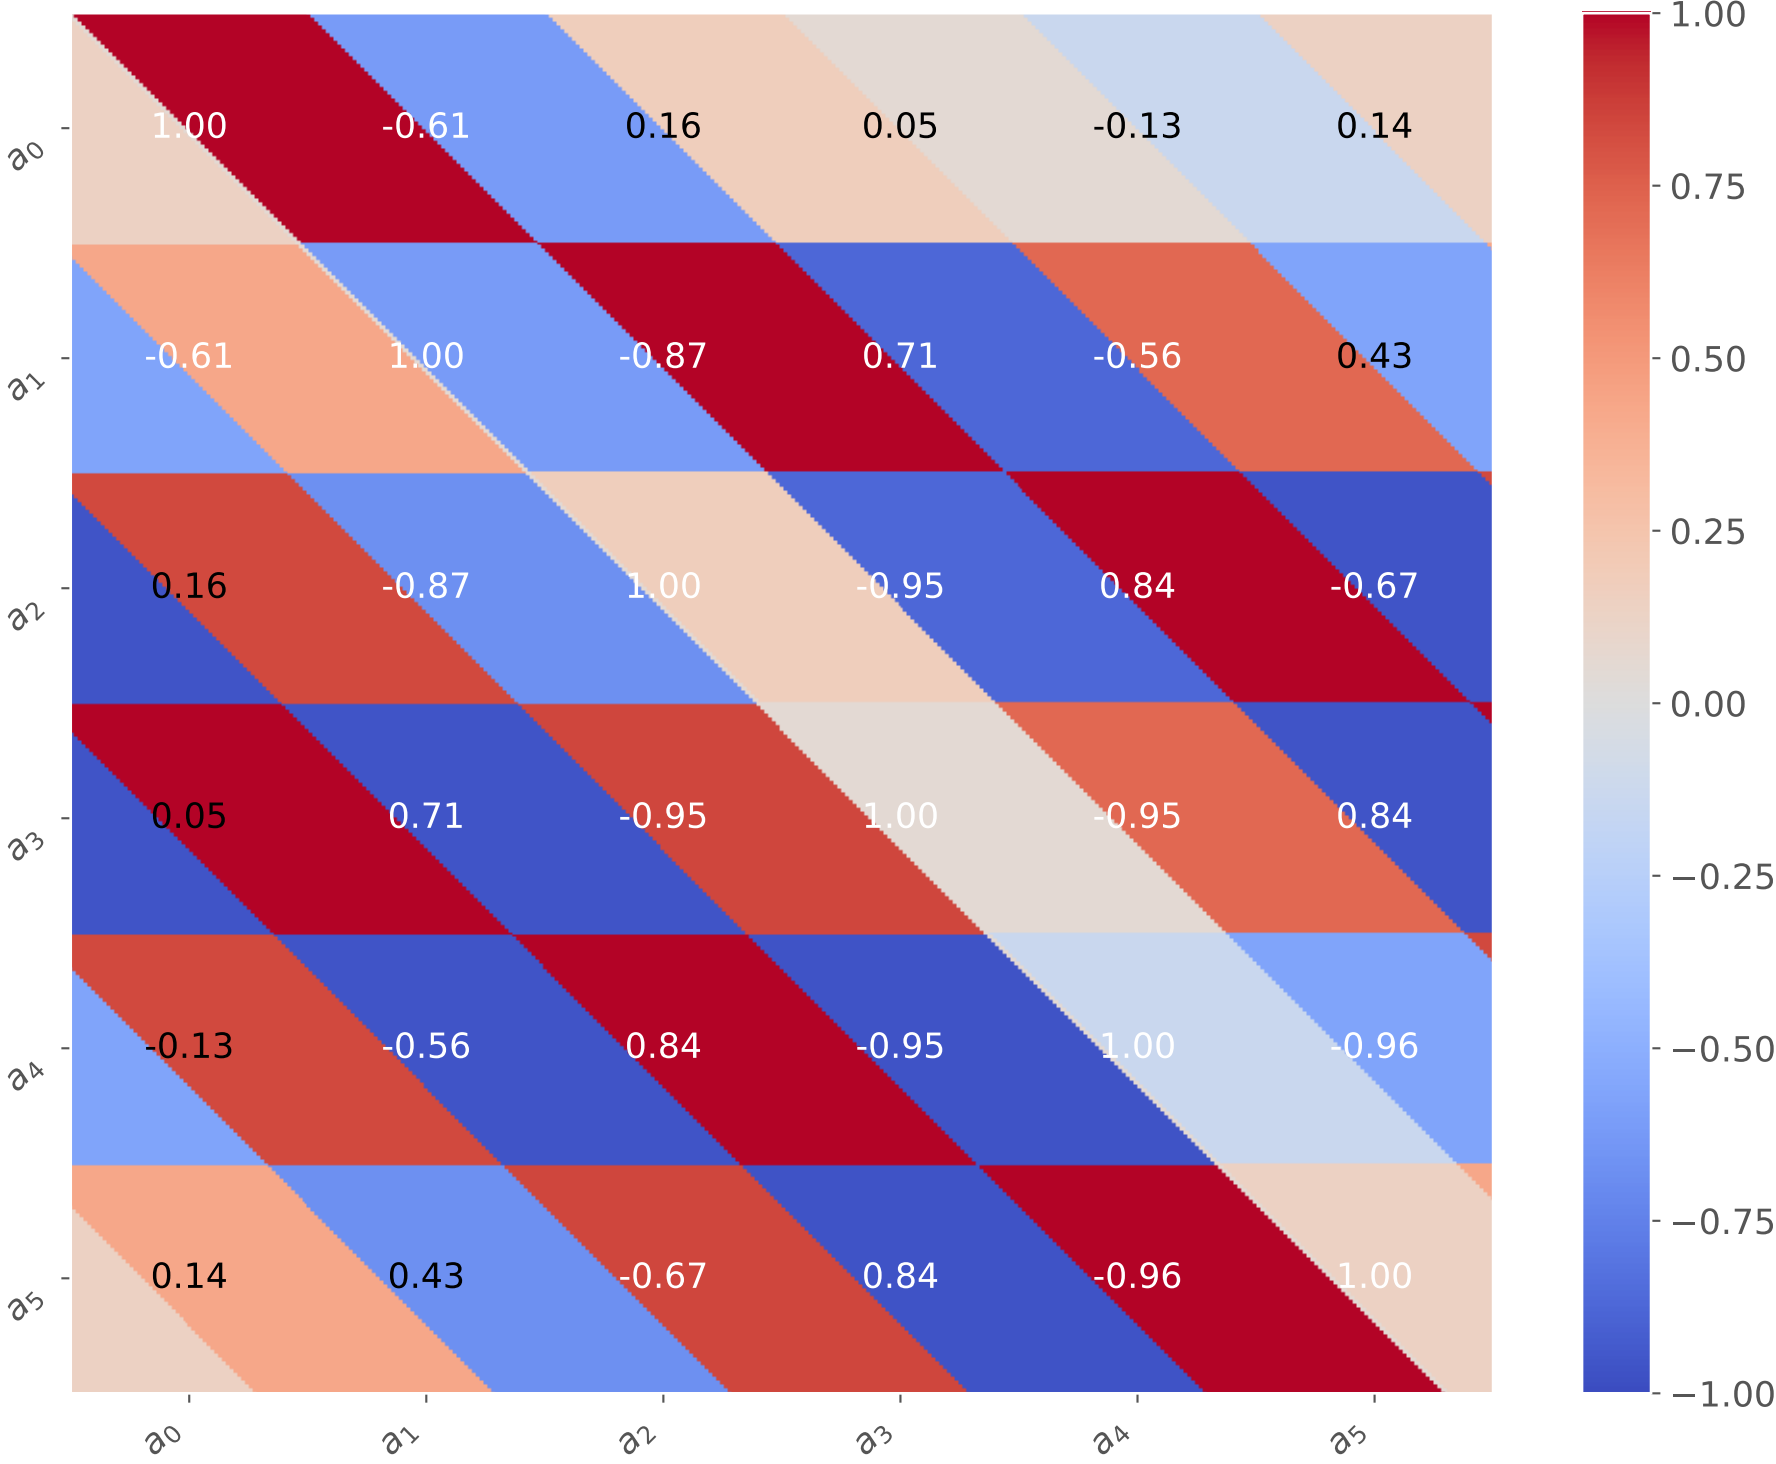 1.00
a0 1.00 -0.61 0.16 0.05 -0.13 0.14
0.75
a1 -0.61 1.00 -0.87 0.71 -0.56 0.43
0.50
0.25
a2 0.16 -0.87 1.00 -0.95 0.84 -0.67
0.00
a3 0.05 0.71 -0.95 1.00 -0.95 0.84
−0.25
a4 -0.13 -0.56 0.84 -0.95 1.00 -0.96
−0.50
−0.75
a5 0.14 0.43 -0.67 0.84 -0.96 1.00
−1.00
a0 a1 a2 a3 a4 a5